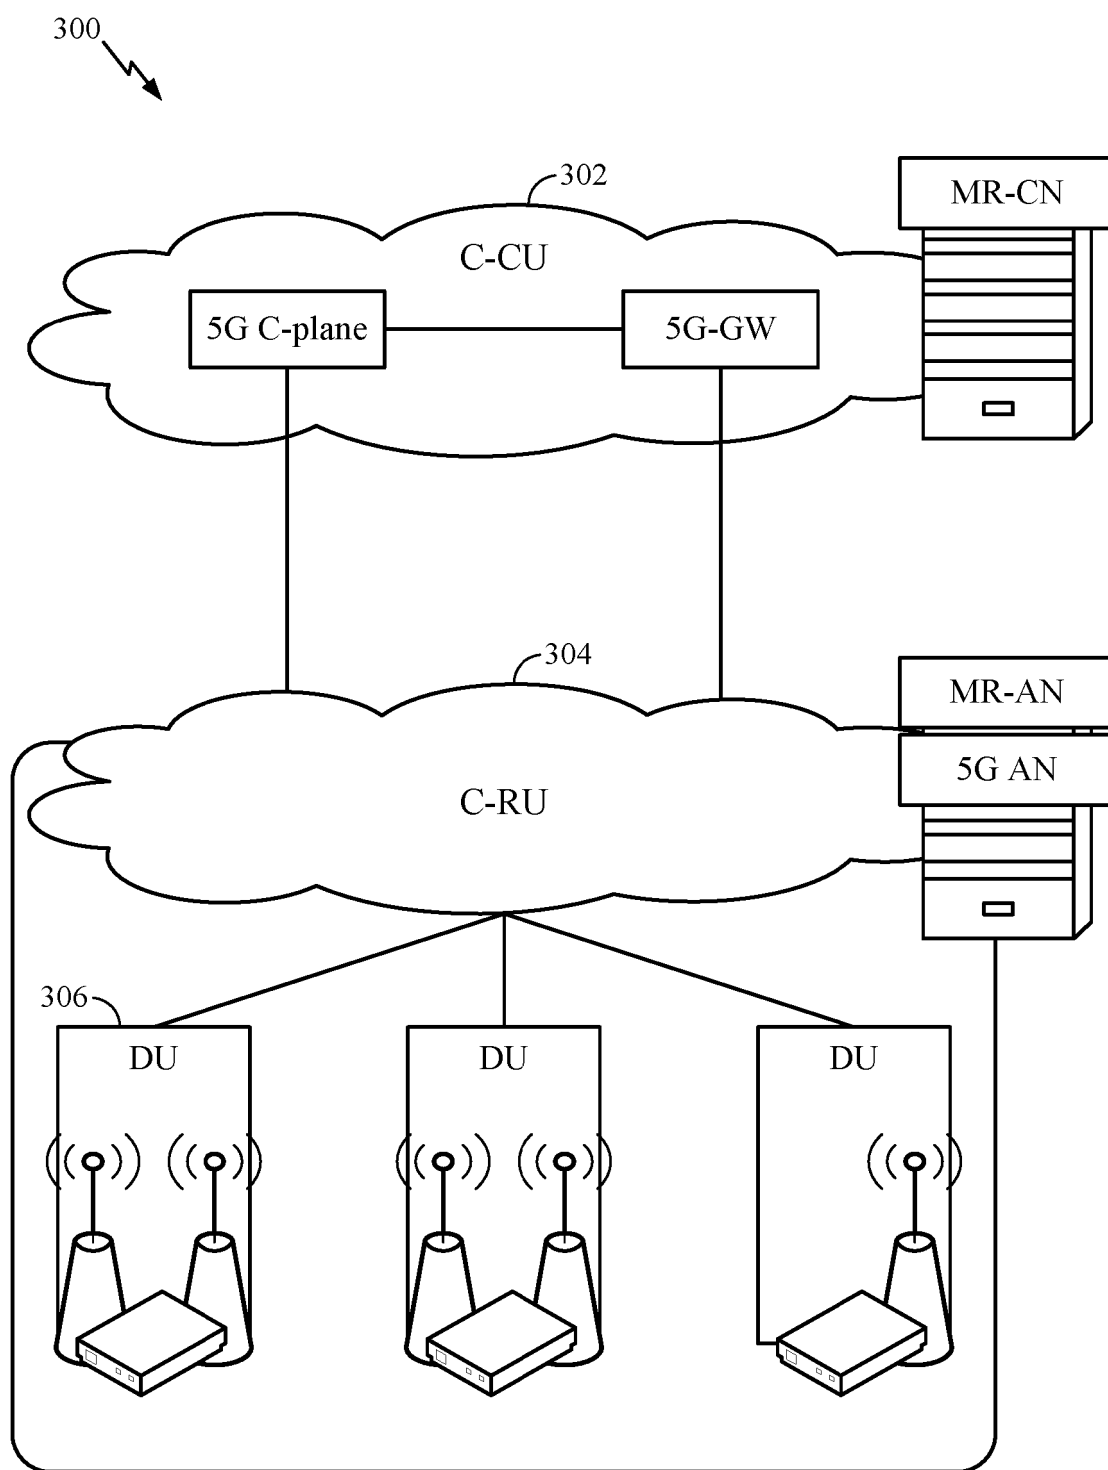 300
302
MR-CN
C-CU
5G C-plane
5G-GW
304
MR-AN
5G AN
C-RU
306
DU
DU
DU